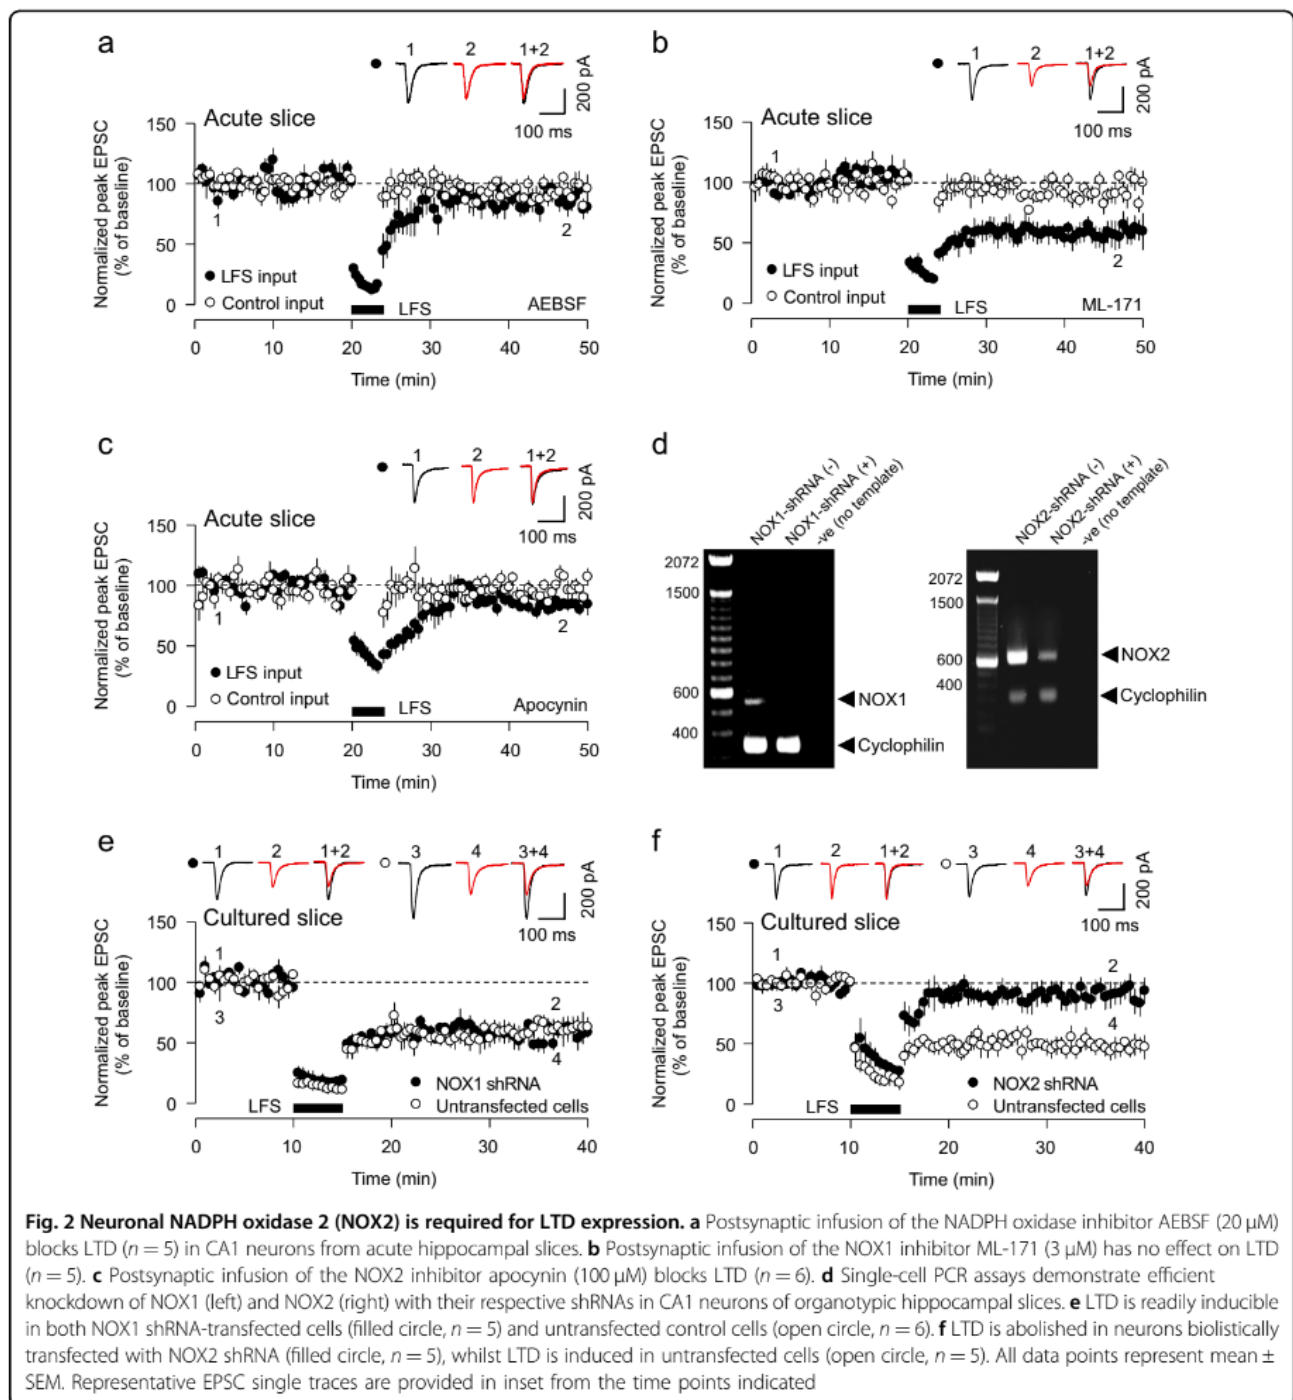 a
1 2 1+2
200 pA
100 ms
Acute slice
Normalized peak EPSC
(% of baseline)
150
100
50
0
1
2
LFS input
Control input
LFS
AEBSF
0 10 20 30 40 50
Time (min)
b
1 2 1+2
200 pA
100 ms
Acute slice
Normalized peak EPSC
(% of baseline)
150
100
50
0
1
2
LFS input
Control input
LFS
ML-171
0 10 20 30 40 50
Time (min)
c
1 2 1+2
200 pA
100 ms
Acute slice
Normalized peak EPSC
(% of baseline)
150
100
50
0
1
2
LFS input
Control input
LFS
Apocynin
0 10 20 30 40 50
Time (min)
d
NOX1-shRNA (-)
NOX1-shRNA (+)
-ve (no template)
2072
1500
600
400
NOX1
Cyclophilin
NOX2-shRNA (-)
NOX2-shRNA (+)
-ve (no template)
2072
1500
600
400
NOX2
Cyclophilin
e
1 2 1+2 3 4 3+4
200 pA
100 ms
Cultured slice
Normalized peak EPSC
(% of baseline)
150
100
50
0
1
3
2
4
NOX1 shRNA
LFS
Untransfected cells
0 10 20 30 40
Time (min)
f
1 2 1+2 3 4 3+4
200 pA
100 ms
Cultured slice
Normalized peak EPSC
(% of baseline)
150
100
50
0
1
3
2
4
NOX2 shRNA
LFS
Untransfected cells
0 10 20 30 40
Time (min)
Fig. 2 Neuronal NADPH oxidase 2 (NOX2) is required for LTD expression. a Postsynaptic infusion of the NADPH oxidase inhibitor AEBSF (20 µM)
blocks LTD (n = 5) in CA1 neurons from acute hippocampal slices. b Postsynaptic infusion of the NOX1 inhibitor ML-171 (3 µM) has no effect on LTD
(n = 5). c Postsynaptic infusion of the NOX2 inhibitor apocynin (100 µM) blocks LTD (n = 6). d Single-cell PCR assays demonstrate efficient
knockdown of NOX1 (left) and NOX2 (right) with their respective shRNAs in CA1 neurons of organotypic hippocampal slices. e LTD is readily inducible
in both NOX1 shRNA-transfected cells (filled circle, n = 5) and untransfected control cells (open circle, n = 6). f LTD is abolished in neurons biolistically
transfected with NOX2 shRNA (filled circle, n = 5), whilst LTD is induced in untransfected cells (open circle, n = 5). All data points represent mean ±
SEM. Representative EPSC single traces are provided in inset from the time points indicated